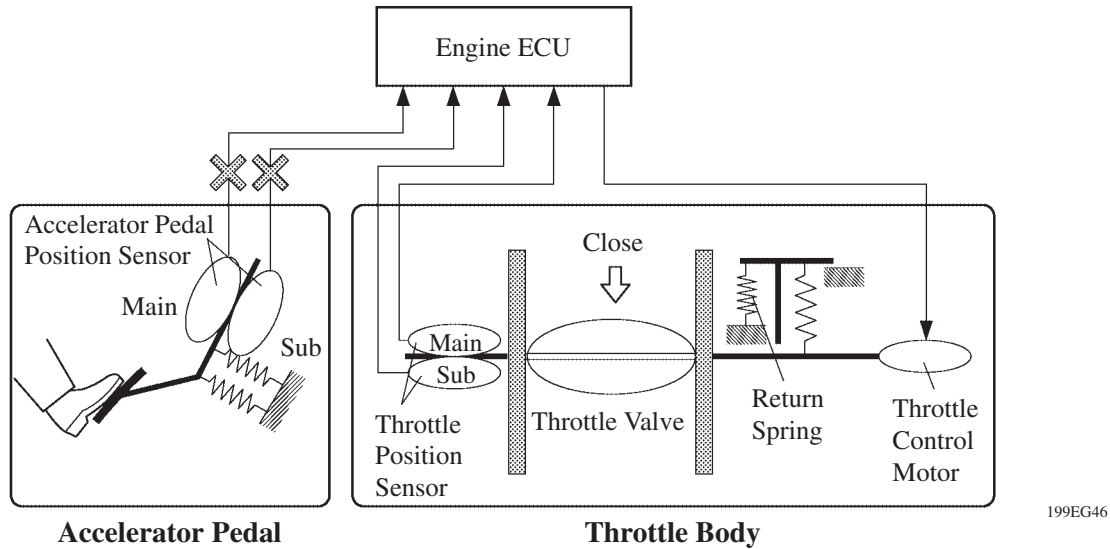 Engine ECU
Accelerator Pedal
Position Sensor
Main
Sub
Close
Main
Sub
Throttle
Position
Sensor
Throttle Valve
Return
Spring
Throttle
Control
Motor
199EG46
Accelerator Pedal
Throttle Body